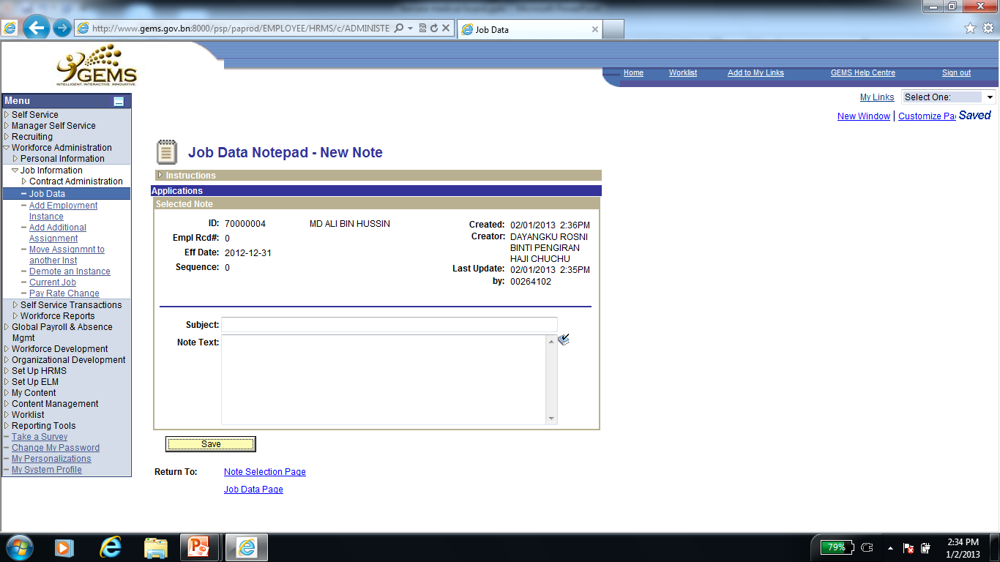 http://www.gems.gov.bn:8000/psp/paprod/EMPLOYEE/HRMS/c/ADMINISTE
Job Data
GEMS
INTELLIGENT. INTERACTIVE. INNOVATIVE.
Home Worklist Add to My Links GEMS Help Centre Sign out
My Links Select One:
New Window | Customize Pa Saved
Menu
Self Service
Manager Self Service
Recruiting
Workforce Administration
Personal Information
Job Information
Contract Administration
Job Data
Add Employment
Instance
Add Additional
Assignment
Move Assignmnt to
another Inst
Demote an Instance
Current Job
Pay Rate Change
Self Service Transactions
Workforce Reports
Global Payroll & Absence
Mgmt
Workforce Development
Organizational Development
Set Up HRMS
Set Up ELM
My Content
Content Management
Worklist
Reporting Tools
Take a Survey
Change My Password
My Personalizations
My System Profile
Job Data Notepad - New Note
Instructions
Applications
Selected Note
ID: 70000004 MD ALI BIN HUSSIN
Empl Rcd#: 0
Eff Date: 2012-12-31
Sequence: 0
Created: 02/01/2013 2:36PM
Creator: DAYANGKU ROSNI
BINTI PENGIRAN
HAJI CHUCHU
Last Update: 02/01/2013 2:35PM
by: 00264102
Subject:
Note Text:
Save
Return To: Note Selection Page
Job Data Page
79%
2:34 PM
1/2/2013